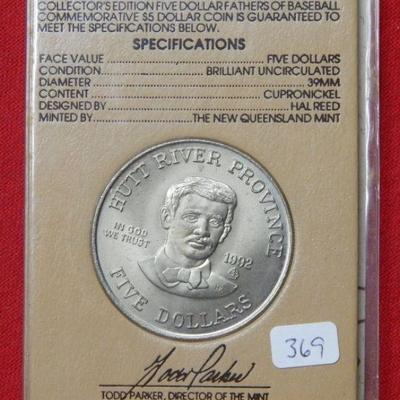 COLLECTOR'S EDITION FIVE DOLLAR FATHERS OF BASEBALL
COMMEMORATIVE $5 DOLLAR COIN IS GUARANTEED TO
MEET THE SPECIFICATIONS BELOW.
SPECIFICATIONS
FACE VALUE FIVE DOLLARS
CONDITION BRILLIANT UNCIRCULATED
DIAMETER 39MM
CONTENT CUPRONICKEL
DESIGNED BY HAL REED
MINTED BY THE NEW QUEENSLAND MINT
HUTT RIVER PROVINCE
IN GOD
WE TRUST
1992
FIVE DOLLARS
369
Todd Parker
TODD PARKER, DIRECTOR OF THE MINT